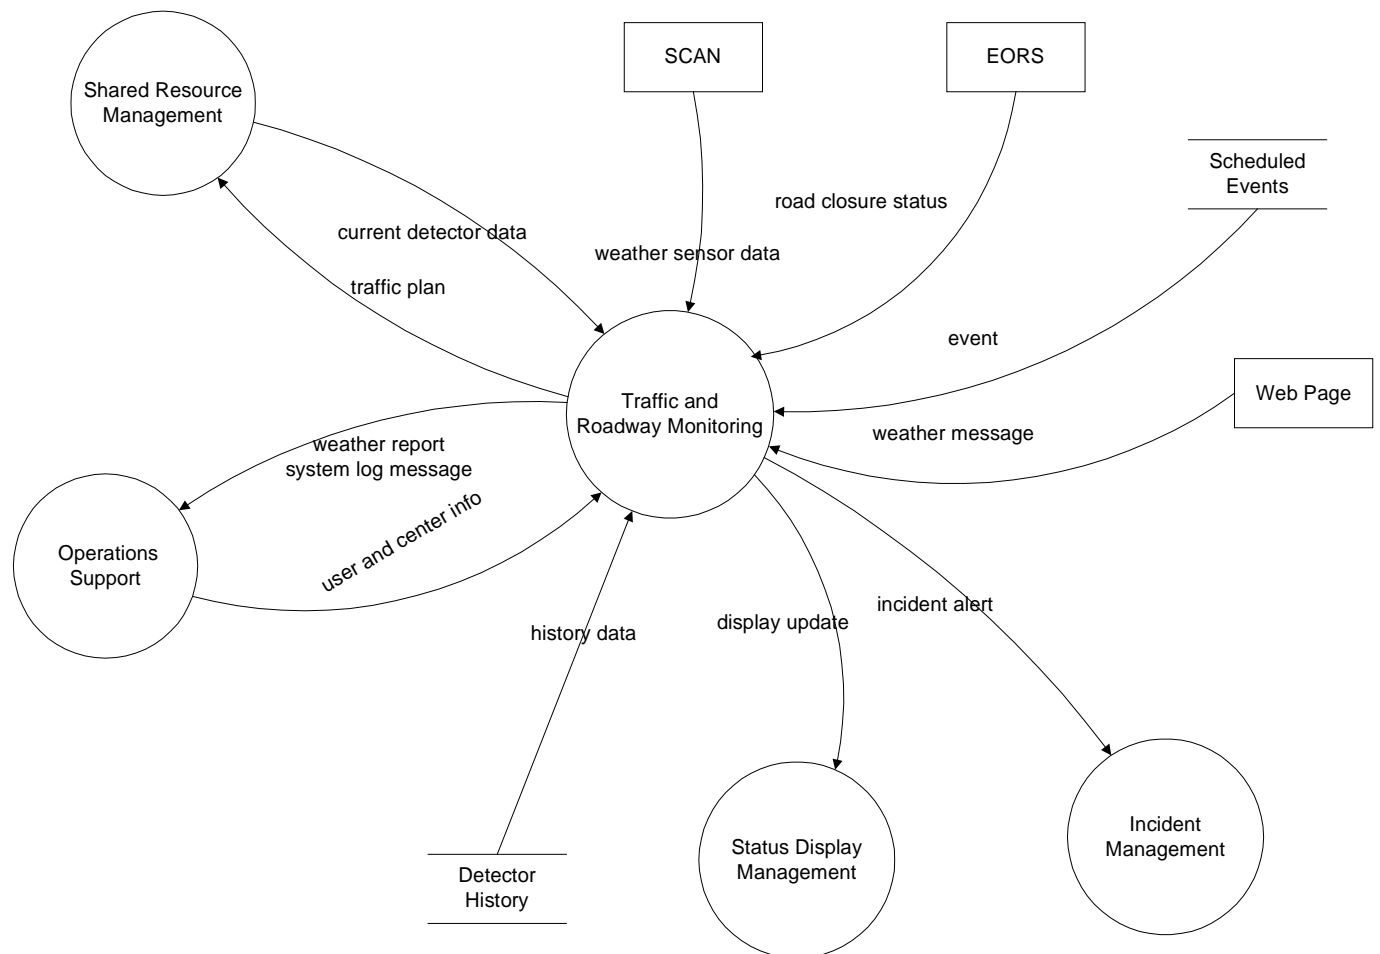 SCAN
EORS
Shared Resource
Management
Scheduled
Events
road closure status
current detector data
weather sensor data
traffic plan
event
Web Page
Traffic and
Roadway Monitoring
weather message
weather report
system log message
user and center info
Operations
Support
incident alert
display update
history data
Incident
Management
Status Display
Management
Detector
History